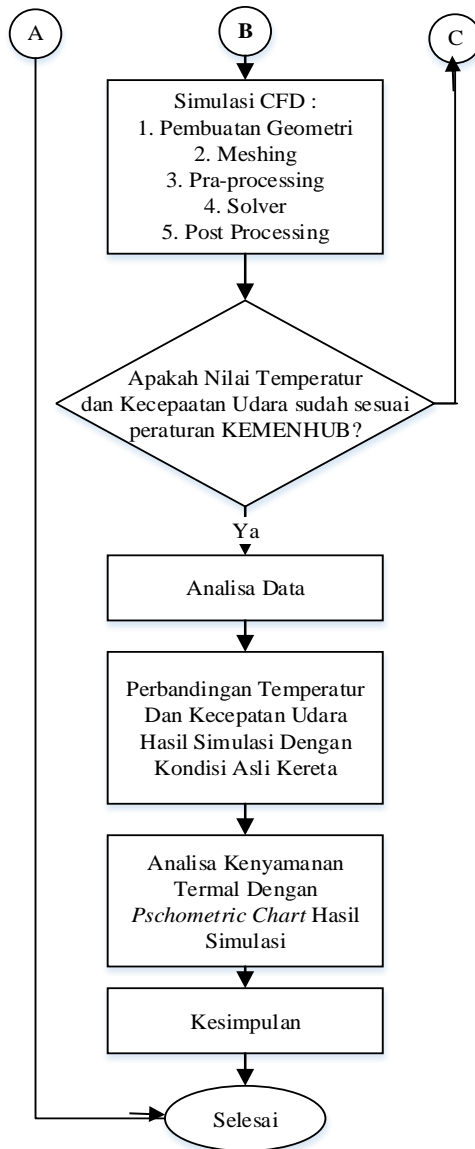 A
B
C
Simulasi CFD :
1. Pembuatan Geometri
2. Meshing
3. Pra-processing
4. Solver
5. Post Processing
Apakah Nilai Temperatur
dan Kecepaatan Udara sudah sesuai
peraturan KEMENHUB?
Ya
Analisa Data
Perbandingan Temperatur
Dan Kecepatan Udara
Hasil Simulasi Dengan
Kondisi Asli Kereta
Analisa Kenyamanan
Termal Dengan
Pschometric Chart Hasil
Simulasi
Kesimpulan
Selesai